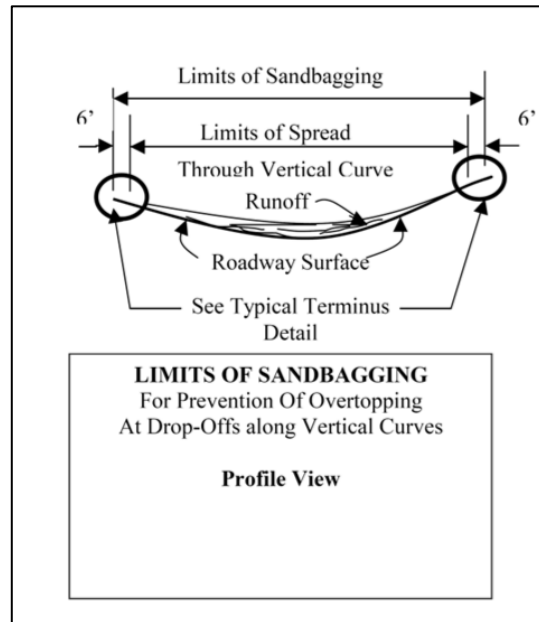 Limits of Sandbagging
6’ 6’
Limits of Spread
Through Vertical Curve
Runoff
Roadway Surface
See Typical Terminus
Detail
LIMITS OF SANDBAGGING
For Prevention Of Overtopping
At Drop-Offs along Vertical Curves
Profile View